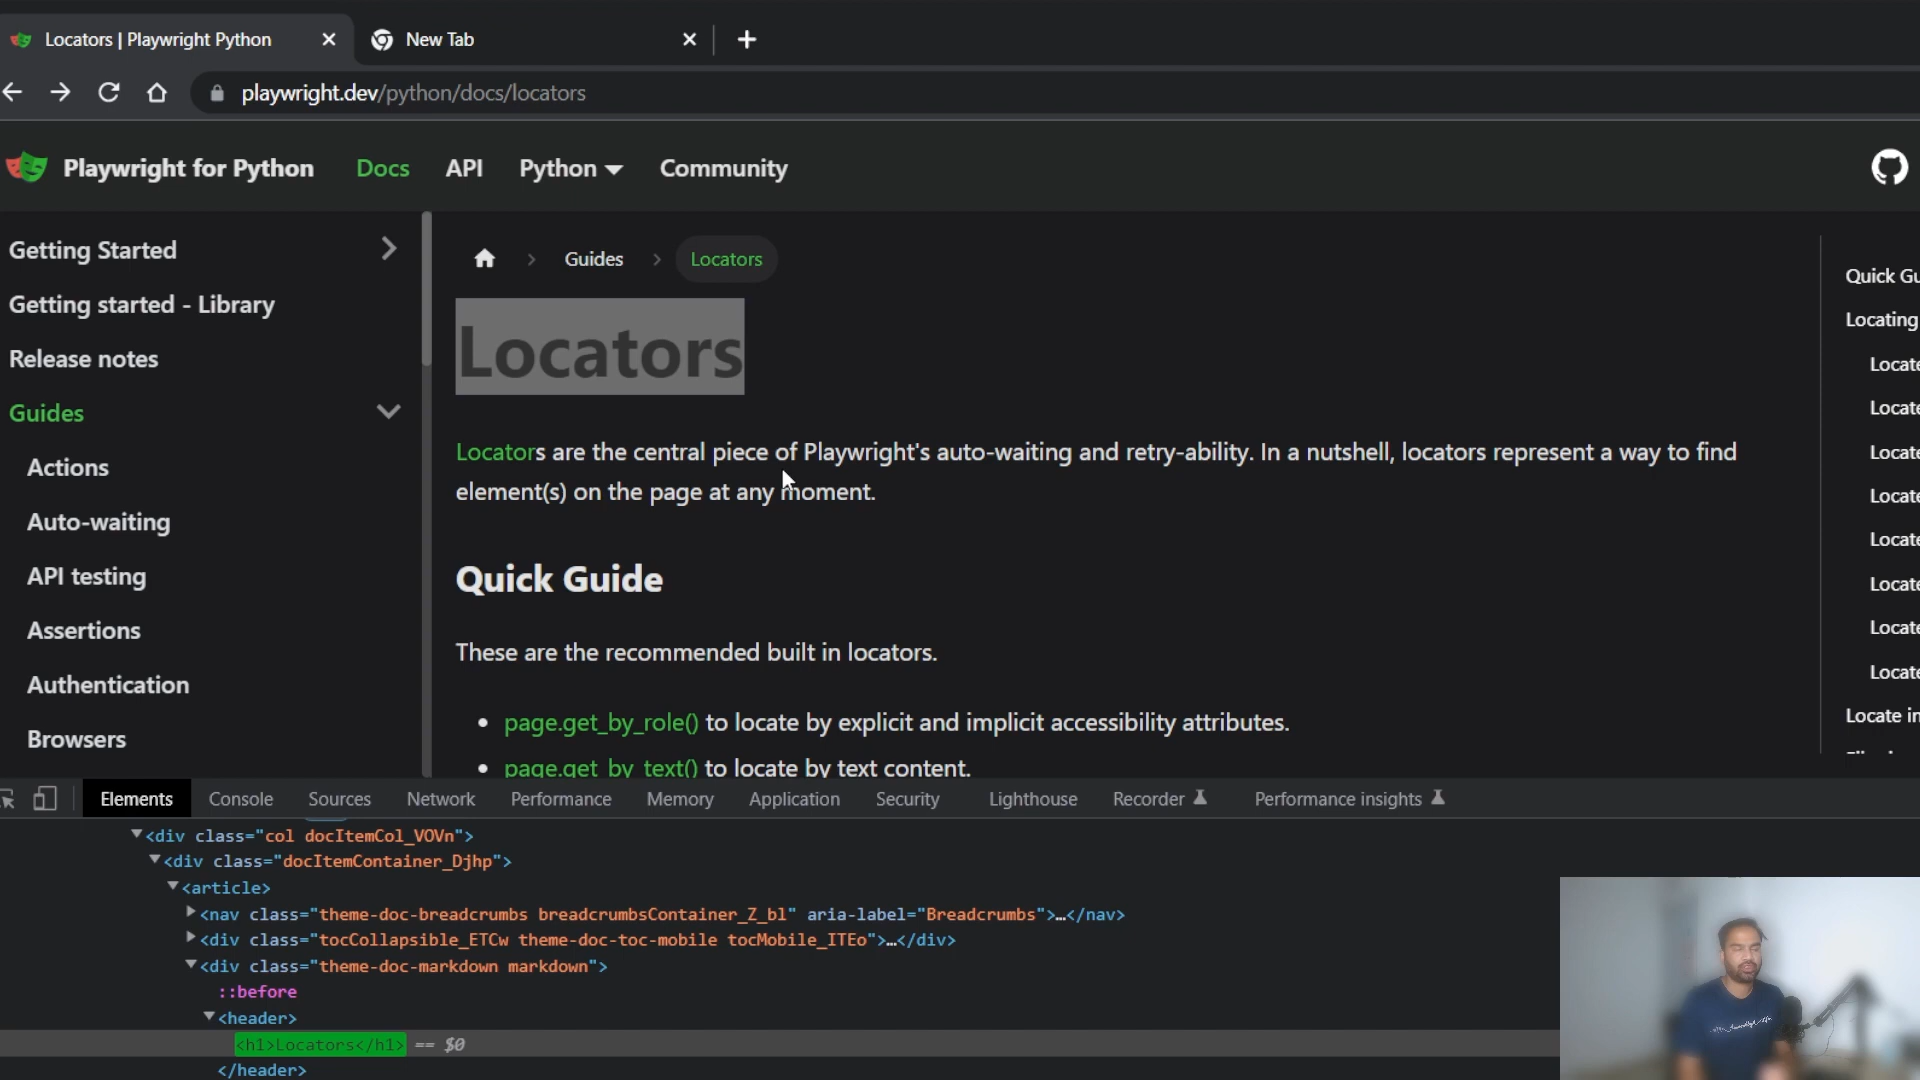 Locators | Playwright Python
New Tab
playwright.dev/python/docs/locators
Playwright for Python
Docs
API
Python
Community
Getting Started
Getting started - Library
Release notes
Guides
Actions
Auto-waiting
API testing
Assertions
Authentication
Browsers
Guides
Locators
Locators
Locators are the central piece of Playwright's auto-waiting and retry-ability. In a nutshell, locators represent a way to find
element(s) on the page at any moment.
Quick Guide
These are the recommended built in locators.
• page.get_by_role() to locate by explicit and implicit accessibility attributes.
• page.get_by_text() to locate by text content.
Quick Gu
Locating
Locate
Locate
Locate
Locate
Locate
Locate
Locate
Locate
Locate in
Elements
Console
Sources
Network
Performance
Memory
Application
Security
Lighthouse
Recorder
Performance insights
<div class="col docItemCol_VOVn">
<div class="docItemContainer_Djhp">
<article>
<nav class="theme-doc-breadcrumbs breadcrumbsContainer_Z_bl" aria-label="Breadcrumbs">…</nav>
<div class="tocCollapsible_ETCw theme-doc-toc-mobile tocMobile_ITEo">…</div>
<div class="theme-doc-markdown markdown">
::before
<header>
<h1>Locators</h1> == $0
</header>